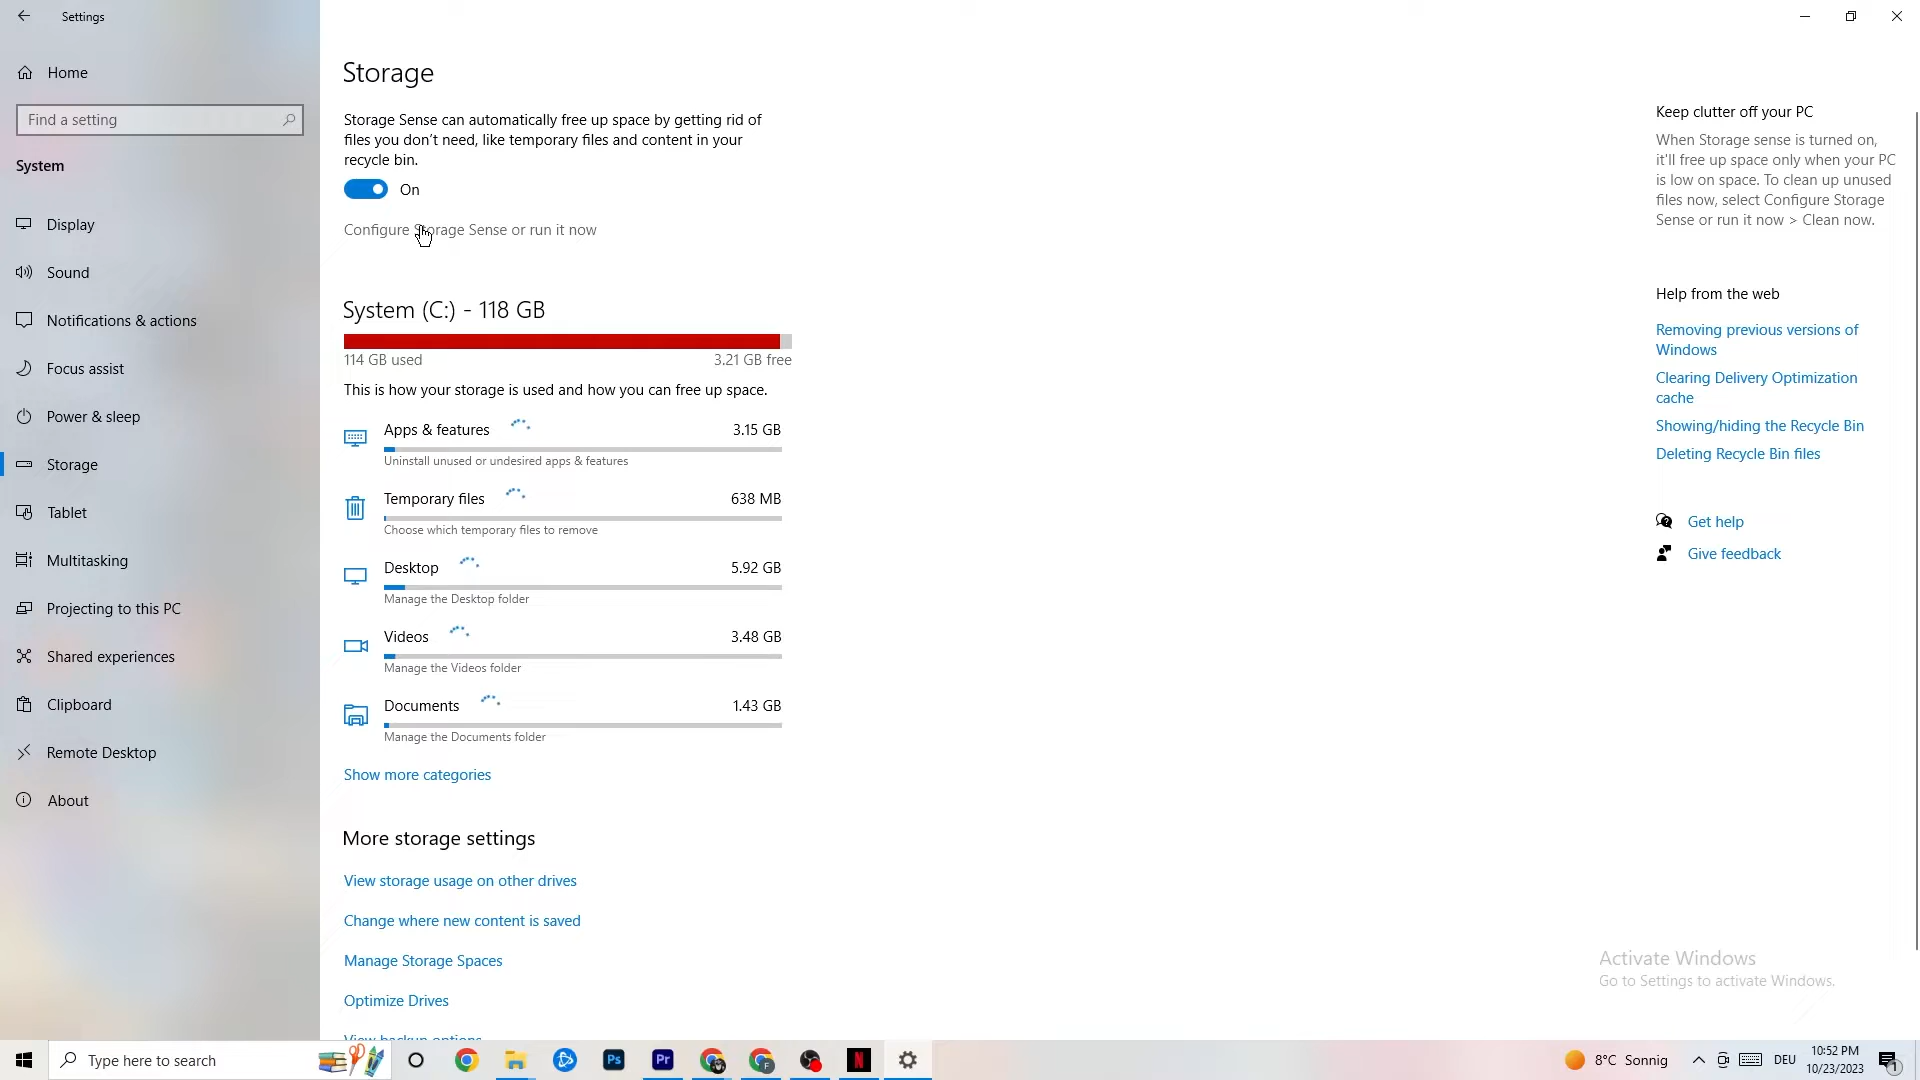 Settings
Home
Find a setting
System
Display
Sound
Notifications & actions
Focus assist
Power & sleep
Storage
Tablet
Multitasking
Projecting to this PC
Shared experiences
Clipboard
Remote Desktop
About
Storage
Storage Sense can automatically free up space by getting rid of
files you don't need, like temporary files and content in your
recycle bin.
On
Configure Storage Sense or run it now
System (C:) - 118 GB
114 GB used 3.21 GB free
This is how your storage is used and how you can free up space.
Apps & features 3.15 GB
Uninstall unused or undesired apps & features
Temporary files 638 MB
Choose which temporary files to remove
Desktop 5.92 GB
Manage the Desktop folder
Videos 3.48 GB
Manage the Videos folder
Documents 1.43 GB
Manage the Documents folder
Show more categories
More storage settings
View storage usage on other drives
Change where new content is saved
Manage Storage Spaces
Optimize Drives
View backup options
Keep clutter off your PC
When Storage sense is turned on,
it'll free up space only when your PC
is low on space. To clean up unused
files now, select Configure Storage
Sense or run it now > Clean now.
Help from the web
Removing previous versions of
Windows
Clearing Delivery Optimization
cache
Showing/hiding the Recycle Bin
Deleting Recycle Bin files
Get help
Give feedback
Activate Windows
Go to Settings to activate Windows.
Type here to search
Ps
Pr
F
N
8°C Sonnig
DEU
10:52 PM
10/23/2023
1